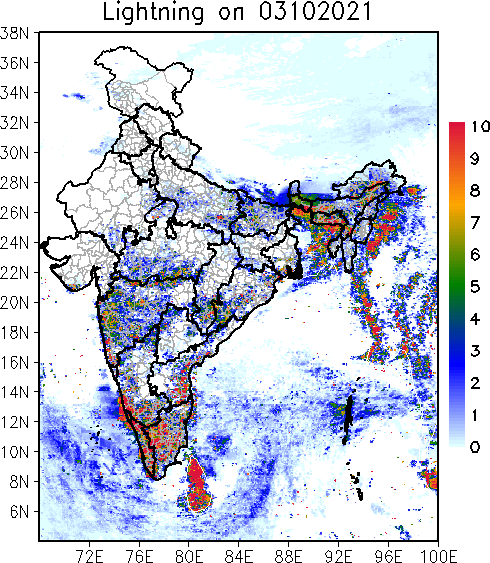 Lightning on 03102021
38N
36N
34N
32N
30N
28N
26N
24N
22N
20N
18N
16N
14N
12N
10N
8N
6N
10
9
8
7
6
5
4
3
2
1
0
72E 76E 80E 84E 88E 92E 96E 100E